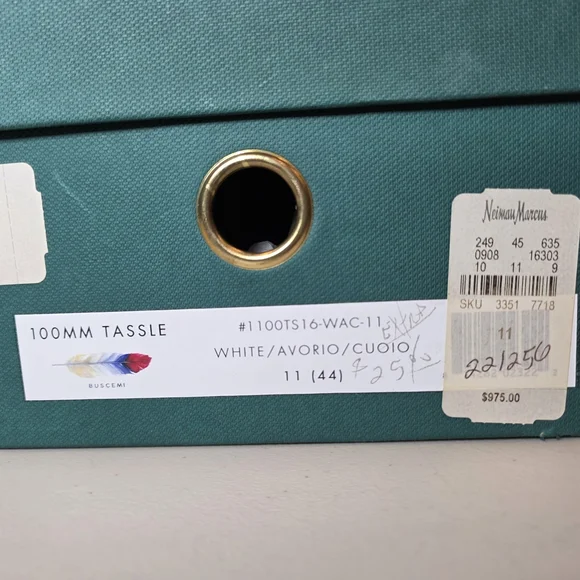 100MM TASSLE
BUSCEMI
#1100TS16-WAC-11
WHITE/AVORIO/CUOIO
11 (44)
Neiman Marcus
249 45 635
0908 16303
10 11 9
SKU 3351 7718
11
221256
$975.00